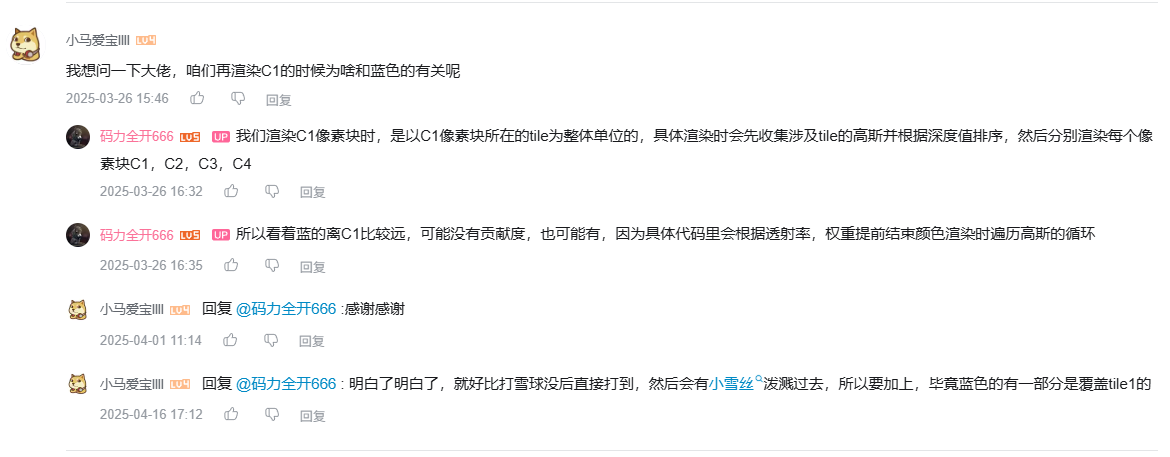 小马爱宝llll LV4
我想问一下大佬，咱们再渲染C1的时候为啥和蓝色的有关呢
2025-03-26 15:46 回复
码力全开666 LV5 UP 我们渲染C1像素块时，是以C1像素块所在的tile为整体单位的，具体渲染时会先收集涉及tile的高斯并根据深度值排序，然后分别渲染每个像
素块C1，C2，C3，C4
2025-03-26 16:32 回复
码力全开666 LV5 UP 所以看着蓝的离C1比较远，可能没有贡献度，也可能有，因为具体代码里会根据透射率，权重提前结束颜色渲染时遍历高斯的循环
2025-03-26 16:35 回复
小马爱宝llll LV4 回复 @码力全开666 :感谢感谢
2025-04-01 11:14 回复
小马爱宝llll LV4 回复 @码力全开666 : 明白了明白了，就好比打雪球没后直接打到，然后会有小雪丝泼溅过去，所以要加上，毕竟蓝色的有一部分是覆盖tile1的
2025-04-16 17:12 回复